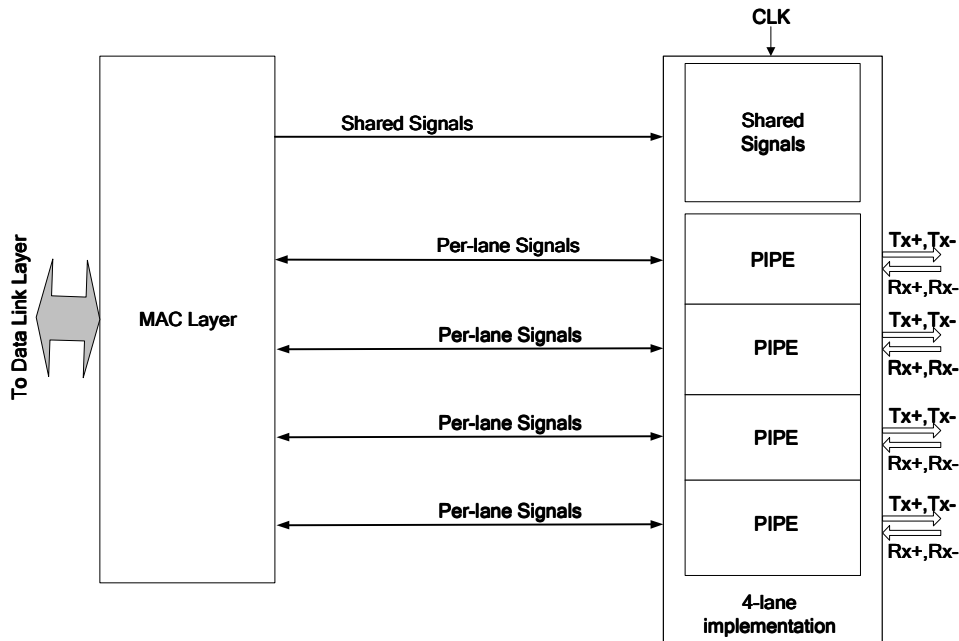 CLK
Shared Signals
Shared
Signals
Per-lane Signals
PIPE
Tx+,Tx-
Rx+,Rx-
To Data Link Layer
MAC Layer
Per-lane Signals
PIPE
Tx+,Tx-
Rx+,Rx-
Per-lane Signals
PIPE
Tx+,Tx-
Rx+,Rx-
Per-lane Signals
PIPE
Tx+,Tx-
Rx+,Rx-
4-lane
implementation